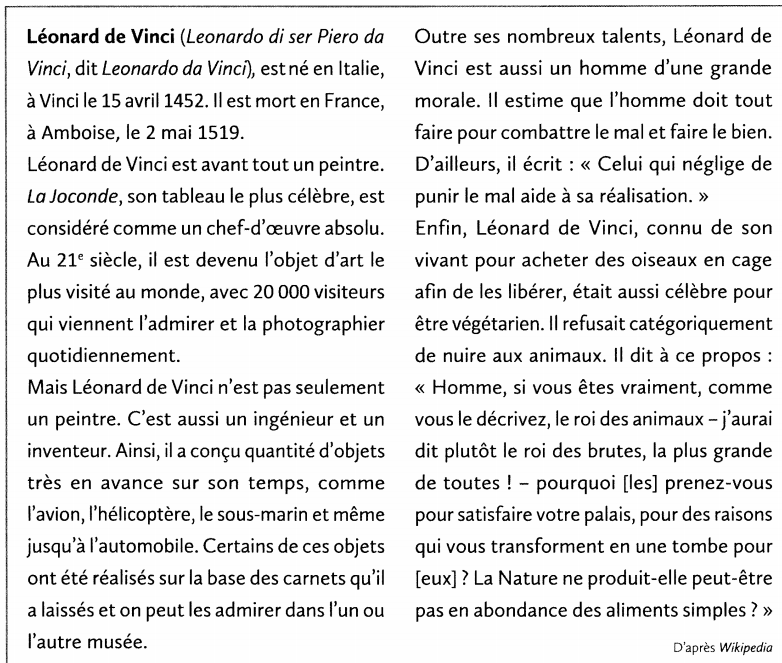 Léonard de Vinci (Leonardo di ser Piero da
Vinci, dit Leonardo da Vinci), est né en Italie,
à Vinci le 15 avril 1452. Il est mort en France,
à Amboise, le 2 mai 1519.
Léonard de Vinci est avant tout un peintre.
La Joconde, son tableau le plus célèbre, est
considéré comme un chef-d'œuvre absolu.
Au 21e siècle, il est devenu l'objet d'art le
plus visité au monde, avec 20 000 visiteurs
qui viennent l'admirer et la photographier
quotidiennement.
Mais Léonard de Vinci n'est pas seulement
un peintre. C'est aussi un ingénieur et un
inventeur. Ainsi, il a conçu quantité d'objets
très en avance sur son temps, comme
l'avion, l'hélicoptère, le sous-marin et même
jusqu'à l'automobile. Certains de ces objets
ont été réalisés sur la base des carnets qu'il
a laissés et on peut les admirer dans l'un ou
l'autre musée.
Outre ses nombreux talents, Léonard de
Vinci est aussi un homme d'une grande
morale. Il estime que l'homme doit tout
faire pour combattre le mal et faire le bien.
D'ailleurs, il écrit : « Celui qui néglige de
punir le mal aide à sa réalisation. »
Enfin, Léonard de Vinci, connu de son
vivant pour acheter des oiseaux en cage
afin de les libérer, était aussi célèbre pour
être végétarien. Il refusait catégoriquement
de nuire aux animaux. Il dit à ce propos :
« Homme, si vous êtes vraiment, comme
vous le décrivez, le roi des animaux – j'aurai
dit plutôt le roi des brutes, la plus grande
de toutes ! – pourquoi [les] prenez-vous
pour satisfaire votre palais, pour des raisons
qui vous transforment en une tombe pour
[eux] ? La Nature ne produit-elle peut-être
pas en abondance des aliments simples ? »
D'après Wikipedia